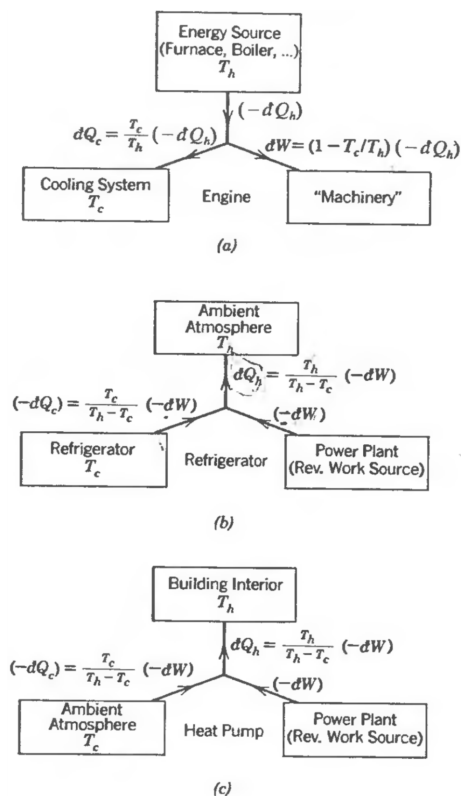 Energy Source
(Furnace, Boiler, ...)
T_h
(−đQ_h)
đQ_c = T_c/T_h (−đQ_h)
đW = (1 − T_c/T_h) (−đQ_h)
Cooling System
T_c
Engine
"Machinery"
(a)
Ambient
Atmosphere
T_h
đQ_h = T_h/(T_h − T_c) (−đW)
(−đQ_c) = T_c/(T_h − T_c) (−đW)
(−đW)
Refrigerator
T_c
Refrigerator
Power Plant
(Rev. Work Source)
(b)
Building Interior
T_h
đQ_h = T_h/(T_h − T_c) (−đW)
(−đQ_c) = T_c/(T_h − T_c) (−đW)
(−đW)
Ambient
Atmosphere
T_c
Heat Pump
Power Plant
(Rev. Work Source)
(c)